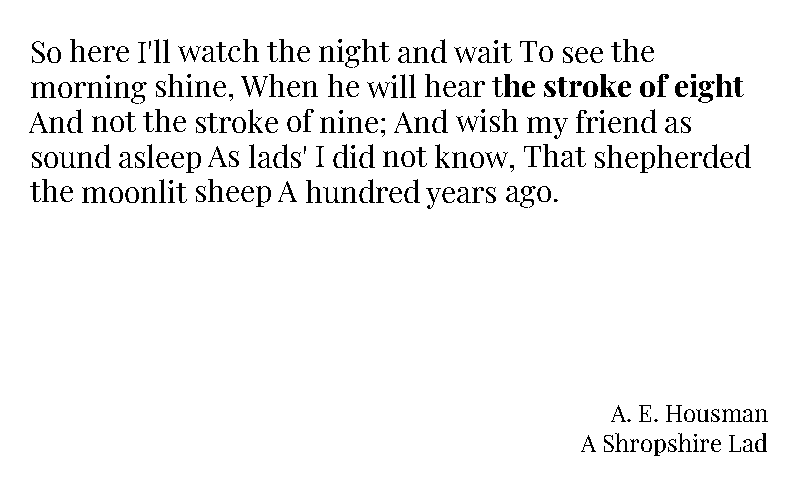 So here I'll watch the night and wait To see the
morning shine, When he will hear the stroke of eight
And not the stroke of nine; And wish my friend as
sound asleep As lads' I did not know, That shepherded
the moonlit sheep A hundred years ago.
A. E. Housman
A Shropshire Lad